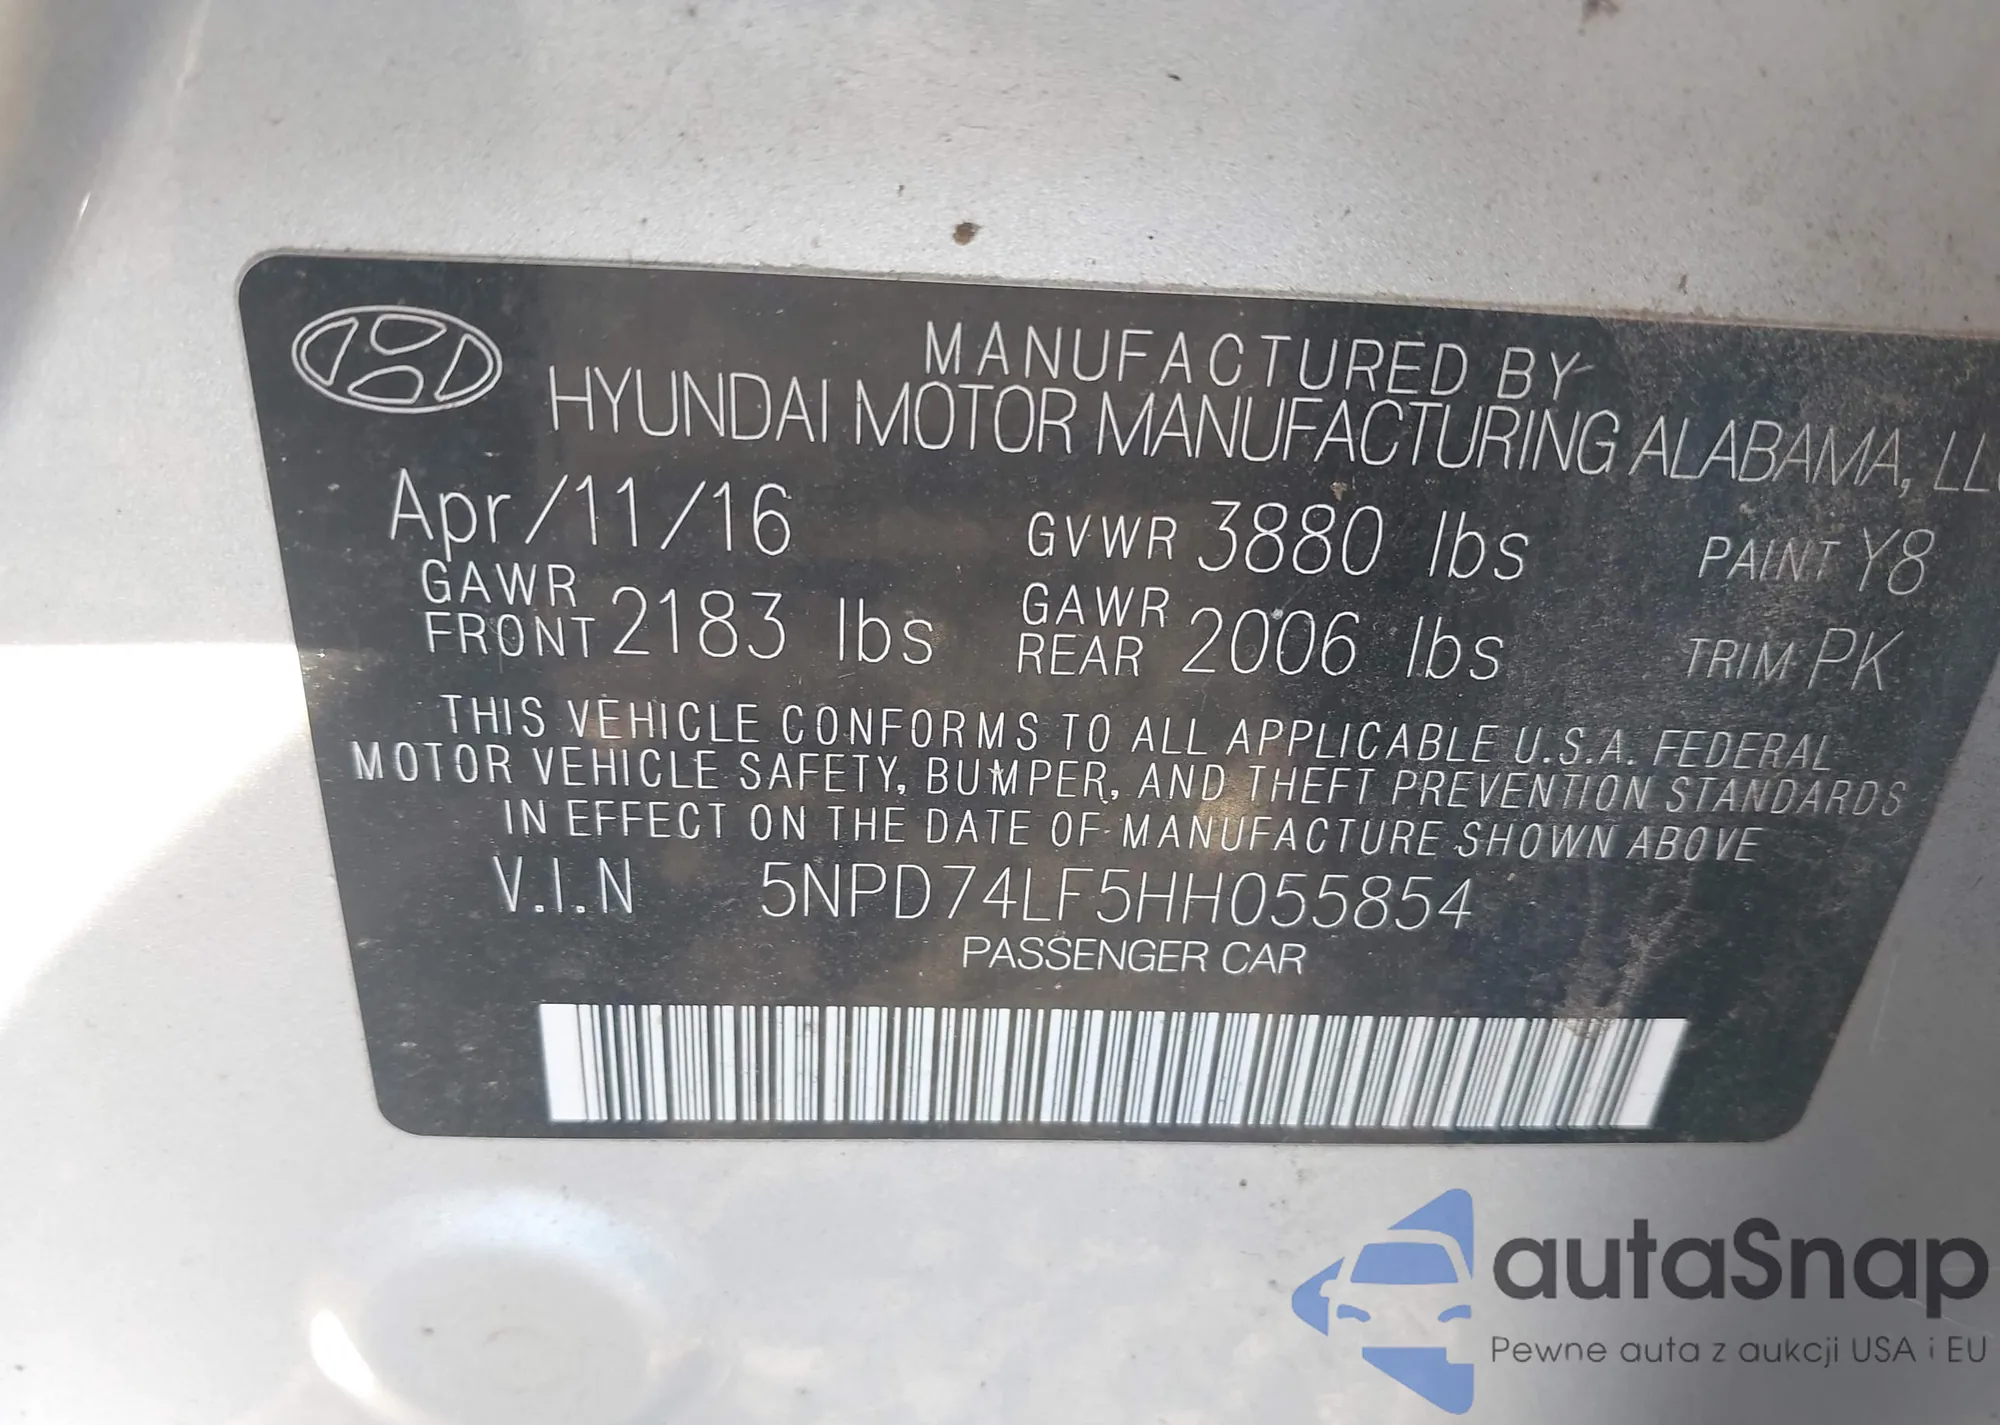 MANUFACTURED BY
HYUNDAI MOTOR MANUFACTURING ALABAMA, LLC
Apr/11/16 GVWR 3880 lbs PAINT Y8
GAWR FRONT 2183 lbs GAWR REAR 2006 lbs TRIM PK
THIS VEHICLE CONFORMS TO ALL APPLICABLE U.S.A. FEDERAL
MOTOR VEHICLE SAFETY, BUMPER, AND THEFT PREVENTION STANDARDS
IN EFFECT ON THE DATE OF MANUFACTURE SHOWN ABOVE
V.I.N 5NPD74LF5HH055854
PASSENGER CAR
autaSnap
Pewne auta z aukcji USA i EU